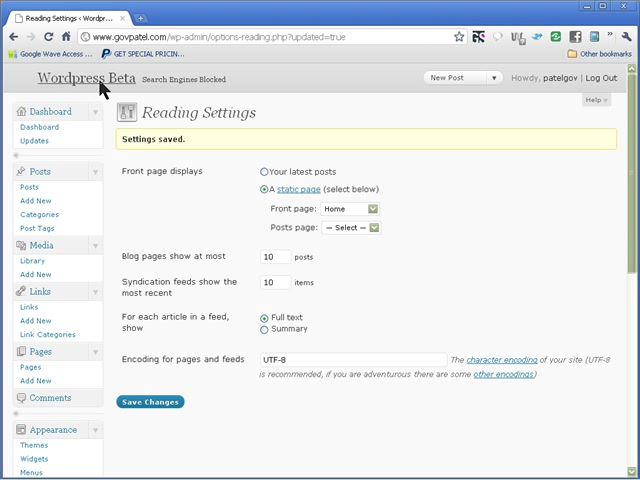 Reading Settings ‹ Wordpr...
www.govpatel.com/wp-admin/options-reading.php?updated=true
Google Wave Access ...
GET SPECIAL PRICIN...
Other bookmarks
Wordpress Beta
Search Engines Blocked
New Post
Howdy, patelgov | Log Out
Help
Dashboard
Dashboard
Updates
Posts
Posts
Add New
Categories
Post Tags
Media
Library
Add New
Links
Links
Add New
Link Categories
Pages
Pages
Add New
Comments
Appearance
Themes
Widgets
Menus
Reading Settings
Settings saved.
Front page displays
Your latest posts
A static page (select below)
Front page: Home
Posts page: — Select —
Blog pages show at most 10 posts
Syndication feeds show the
most recent
10 items
For each article in a feed,
show
Full text
Summary
Encoding for pages and feeds UTF-8 The character encoding of your site (UTF-8
is recommended, if you are adventurous there are some other encodings)
Save Changes